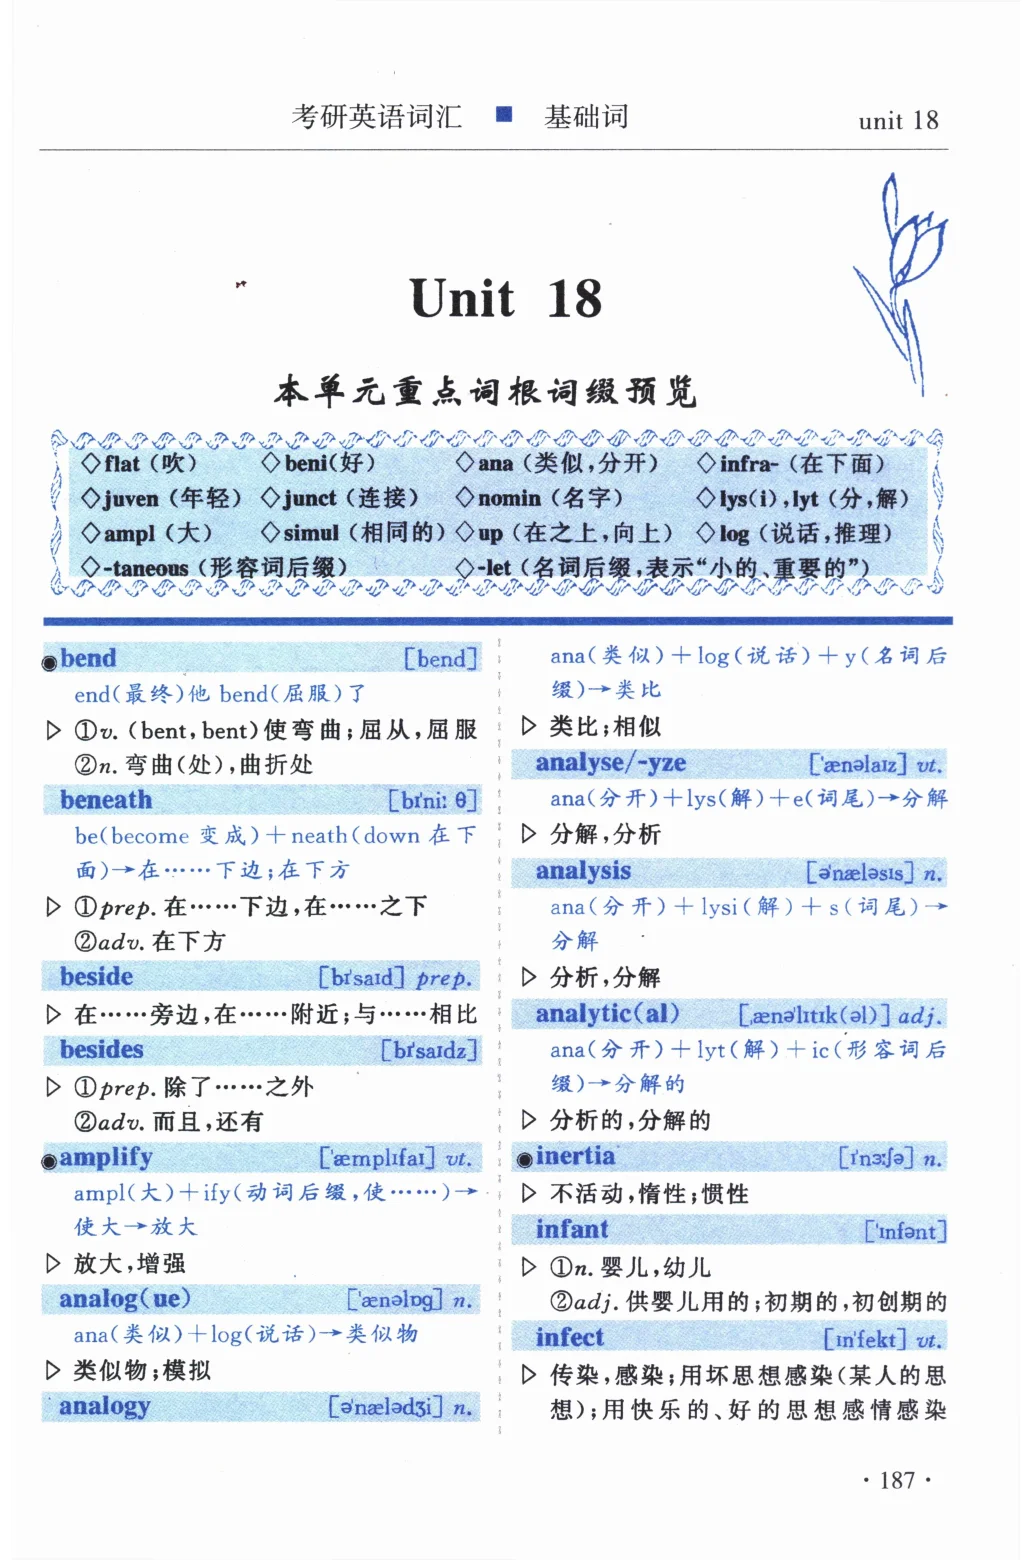 考研英语词汇 ■ 基础词
unit 18
Unit 18
本单元重点词根词缀预览
◇flat（吹） ◇beni(好） ◇ana（类似,分开） ◇infra-（在下面）
◇juven（年轻） ◇junct（连接） ◇nomin（名字） ◇lys(i),lyt（分,解）
◇ampl（大） ◇simul（相同的）◇up（在之上,向上） ◇log（说话,推理）
◇-taneous（形容词后缀） ◇-let（名词后缀,表示“小的、重要的”）
◉bend [bend]
end(最终)他 bend(屈服)了
▷ ①v. (bent, bent)使弯曲;屈从,屈服
②n. 弯曲(处),曲折处
beneath [bɪ'ni: θ]
be(become 变成)＋neath(down 在下
面)→在……下边;在下方
▷ ①prep. 在……下边,在……之下
②adv. 在下方
beside [bɪ'saɪd] prep.
▷ 在……旁边,在……附近;与……相比
besides [bɪ'saɪdz]
▷ ①prep. 除了……之外
②adv. 而且,还有
◉amplify ['æmplɪfaɪ] vt.
ampl(大)＋ify(动词后缀,使……)→
使大→放大
▷ 放大,增强
analog(ue) ['ænəlɒg] n.
ana(类似)＋log(说话)→类似物
▷ 类似物;模拟
analogy [ə'nælədʒi] n.
ana(类似)＋log(说话)＋y(名词后
缀)→类比
▷ 类比;相似
analyse/-yze ['ænəlaɪz] vt.
ana(分开)＋lys(解)＋e(词尾)→分解
▷ 分解,分析
analysis [ə'næləsɪs] n.
ana(分开)＋lysi(解)＋s(词尾)→
分解
▷ 分析,分解
analytic(al) [ˌænə'lɪtɪk(əl)] adj.
ana(分开)＋lyt(解)＋ic(形容词后
缀)→分解的
▷ 分析的,分解的
◉inertia [ɪ'nɜ:ʃə] n.
▷ 不活动,惰性;惯性
infant ['ɪnfənt]
▷ ①n. 婴儿,幼儿
②adj. 供婴儿用的;初期的,初创期的
infect [ɪn'fekt] vt.
▷ 传染,感染;用坏思想感染(某人的思
想);用快乐的、好的思想感情感染
· 187 ·